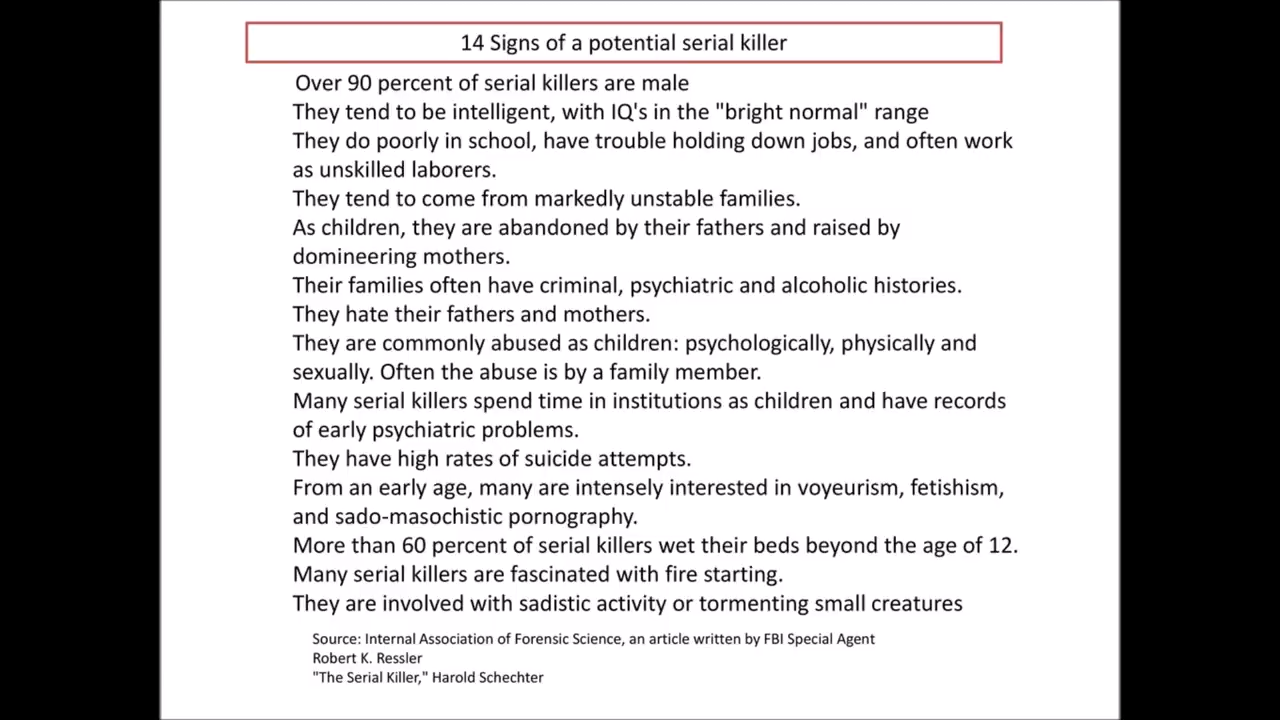 14 Signs of a potential serial killer
Over 90 percent of serial killers are male
They tend to be intelligent, with IQ's in the "bright normal" range
They do poorly in school, have trouble holding down jobs, and often work
as unskilled laborers.
They tend to come from markedly unstable families.
As children, they are abandoned by their fathers and raised by
domineering mothers.
Their families often have criminal, psychiatric and alcoholic histories.
They hate their fathers and mothers.
They are commonly abused as children: psychologically, physically and
sexually. Often the abuse is by a family member.
Many serial killers spend time in institutions as children and have records
of early psychiatric problems.
They have high rates of suicide attempts.
From an early age, many are intensely interested in voyeurism, fetishism,
and sado-masochistic pornography.
More than 60 percent of serial killers wet their beds beyond the age of 12.
Many serial killers are fascinated with fire starting.
They are involved with sadistic activity or tormenting small creatures
Source: Internal Association of Forensic Science, an article written by FBI Special Agent
Robert K. Ressler
"The Serial Killer," Harold Schechter